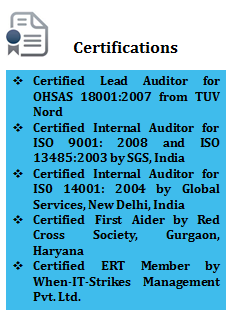 Certifications
❖ Certified Lead Auditor for
OHSAS 18001:2007 from TUV
Nord
❖ Certified Internal Auditor for
ISO 9001: 2008 and ISO
13485:2003 by SGS, India
❖ Certified Internal Auditor for
IS0 14001: 2004 by Global
Services, New Delhi, India
❖ Certified First Aider by Red
Cross Society, Gurgaon,
Haryana
❖ Certified ERT Member by
When-IT-Strikes Management
Pvt. Ltd.